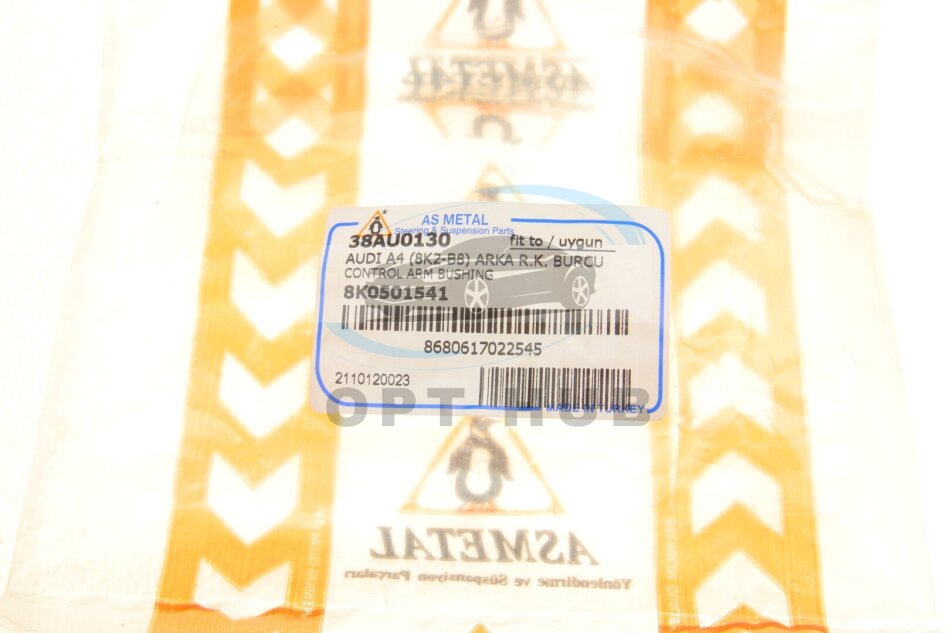 ASMETAL
AS METAL
Steering & Suspension Parts
38AU0130 fit to / uygun
AUDI A4 (8K2-B8) ARKA R.K. BURCU
CONTROL ARM BUSHING
8K0501541
8680617022545
2110120023
MADE IN TURKEY
OPT HUB
ASMETAL
Yönlendirme ve Süspansiyon Parçaları